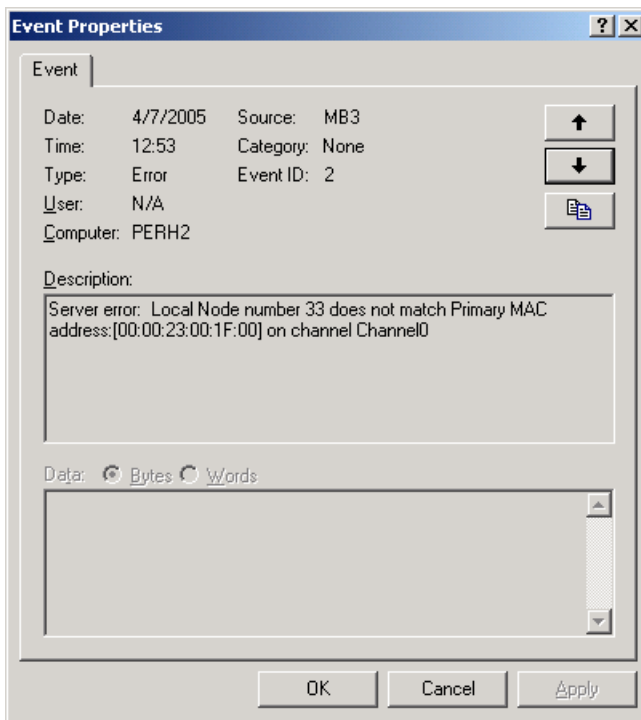 Event Properties
Event
Date: 4/7/2005 Source: MB3
Time: 12:53 Category: None
Type: Error Event ID: 2
User: N/A
Computer: PERH2
Description:
Server error: Local Node number 33 does not match Primary MAC
address:[00:00:23:00:1F:00] on channel Channel0
Data: Bytes Words
OK Cancel Apply